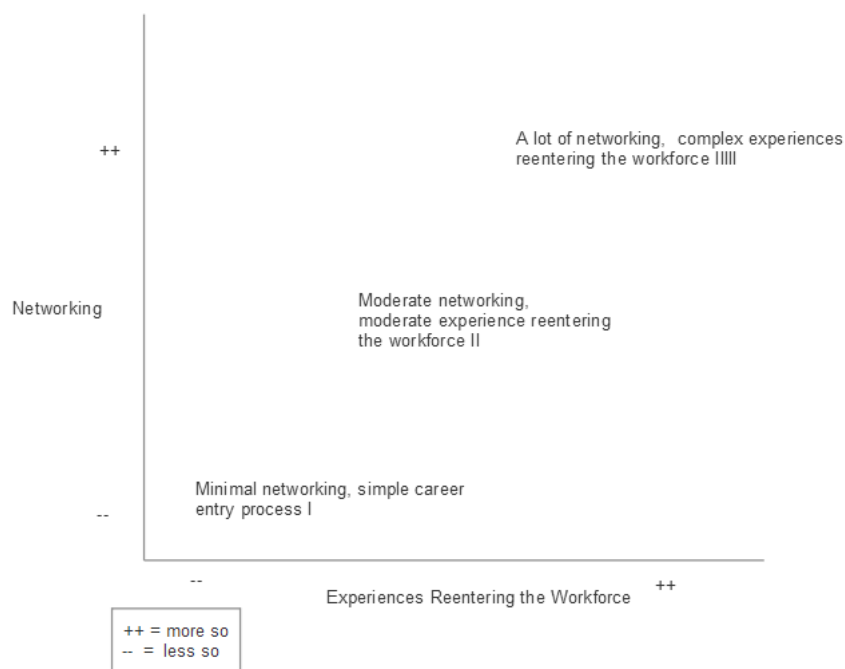 ++
A lot of networking, complex experiences
reentering the workforce IIIII
Networking
Moderate networking,
moderate experience reentering
the workforce II
Minimal networking, simple career
entry process I
--
--
Experiences Reentering the Workforce
++
++ = more so
-- = less so